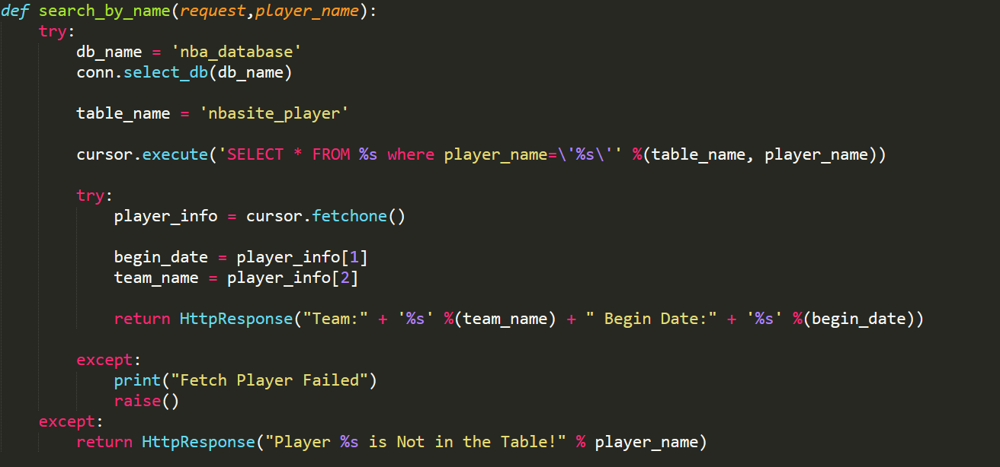 def search_by_name(request,player_name):
    try:
        db_name = 'nba_database'
        conn.select_db(db_name)

        table_name = 'nbasite_player'

        cursor.execute('SELECT * FROM %s where player_name=\'%s\'' %(table_name, player_name))

        try:
            player_info = cursor.fetchone()

            begin_date = player_info[1]
            team_name = player_info[2]

            return HttpResponse("Team:" + '%s' %(team_name) + " Begin Date:" + '%s' %(begin_date))

        except:
            print("Fetch Player Failed")
            raise()
    except:
        return HttpResponse("Player %s is Not in the Table!" % player_name)